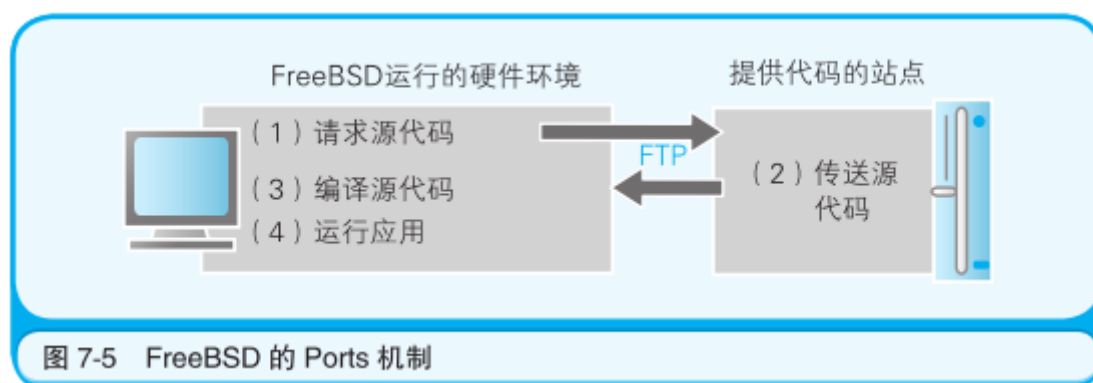 FreeBSD运行的硬件环境
提供代码的站点
（1）请求源代码
（3）编译源代码
（4）运行应用
FTP
（2）传送源
代码
图 7-5 FreeBSD 的 Ports 机制